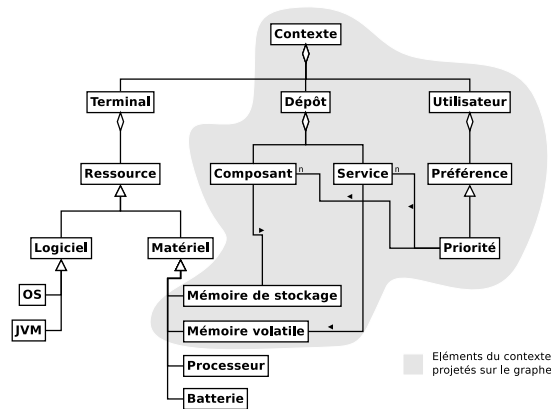 Contexte
Terminal
Dépôt
Utilisateur
Ressource
Composant
n
Service
n
Préférence
Logiciel
Matériel
Priorité
OS
Mémoire de stockage
JVM
Mémoire volatile
Processeur
Batterie
Eléments du contexte
projetés sur le graphe